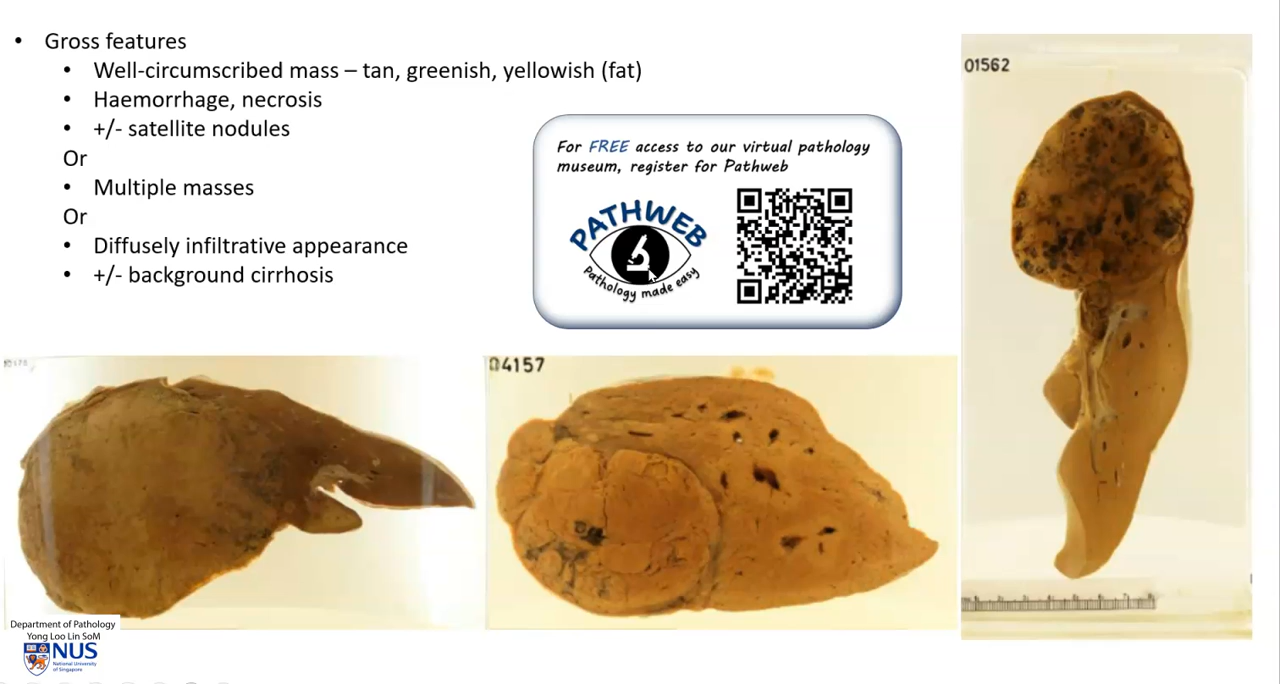 • Gross features
• Well-circumscribed mass – tan, greenish, yellowish (fat)
• Haemorrhage, necrosis
• +/- satellite nodules
Or
• Multiple masses
Or
• Diffusely infiltrative appearance
• +/- background cirrhosis
For FREE access to our virtual pathology
museum, register for Pathweb
PATHWEB
Pathology made easy
01562
04157
Department of Pathology
Yong Loo Lin SoM
NUS
National University
of Singapore